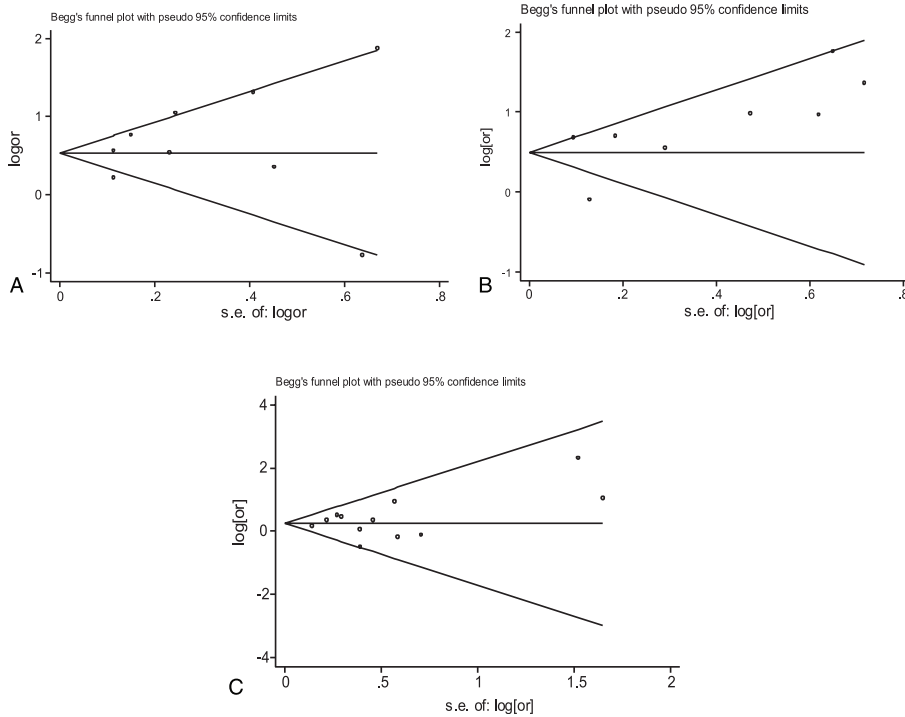 Begg's funnel plot with pseudo 95% confidence limits
2
1
0
-1
logor
0 .2 .4 .6 .8
s.e. of: logor
A
Begg's funnel plot with pseudo 95% confidence limits
2
1
0
-1
log[or]
0 .2 .4 .6 .8
s.e. of: log[or]
B
Begg's funnel plot with pseudo 95% confidence limits
4
2
0
-2
-4
log[or]
0 .5 1 1.5 2
s.e. of: log[or]
C